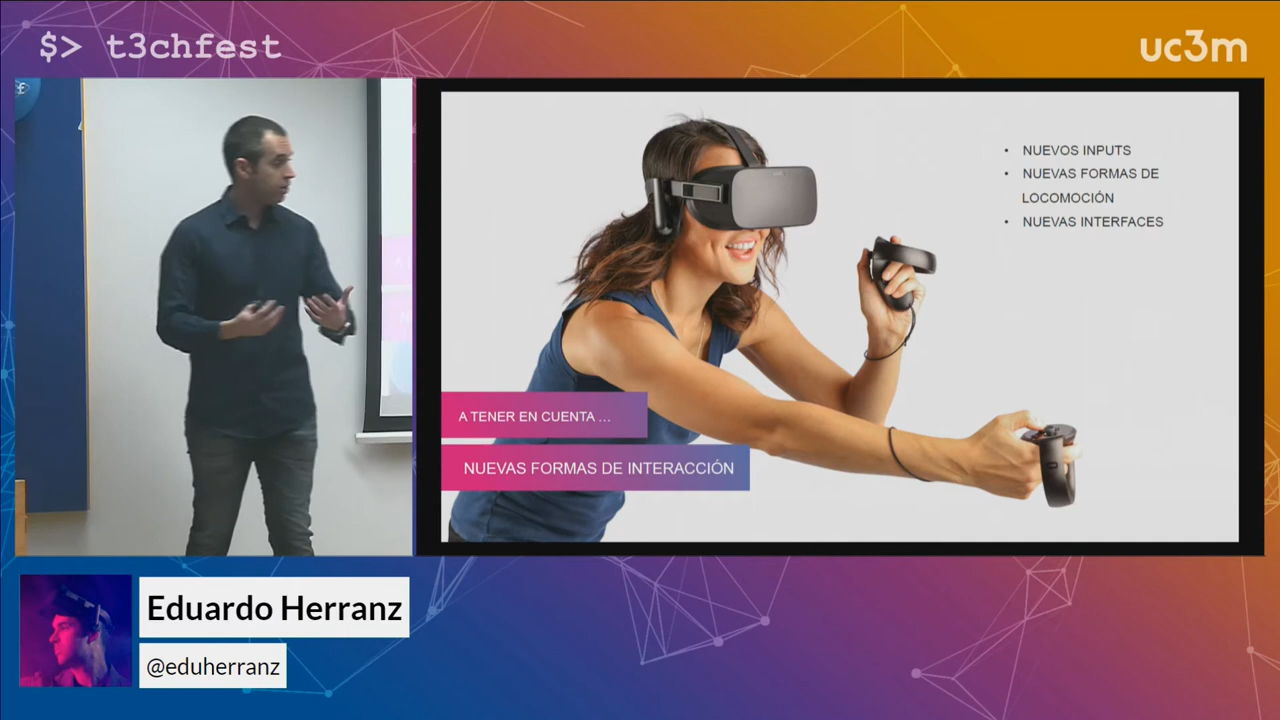 $> t3chfest
uc3m
NUEVOS INPUTS
NUEVAS FORMAS DE
LOCOMOCIÓN
NUEVAS INTERFACES
A TENER EN CUENTA ...
NUEVAS FORMAS DE INTERACCIÓN
Eduardo Herranz
@eduherranz